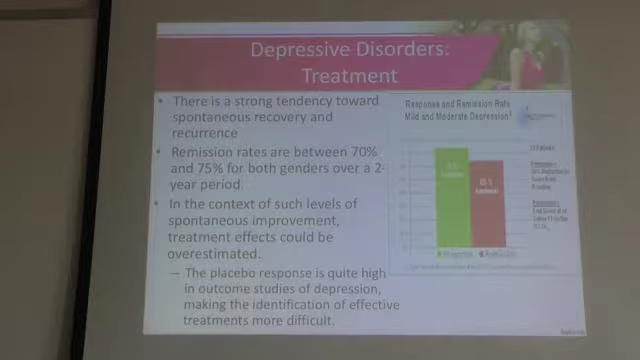 Depressive Disorders:
Treatment
• There is a strong tendency toward
spontaneous recovery and
recurrence
• Remission rates are between 70%
and 75% for both genders over a 2-
year period.
• In the context of such levels of
spontaneous improvement,
treatment effects could be
overestimated.
– The placebo response is quite high
in outcome studies of depression,
making the identification of effective
treatments more difficult.
Response and Remission Rate
Mild and Moderate Depression